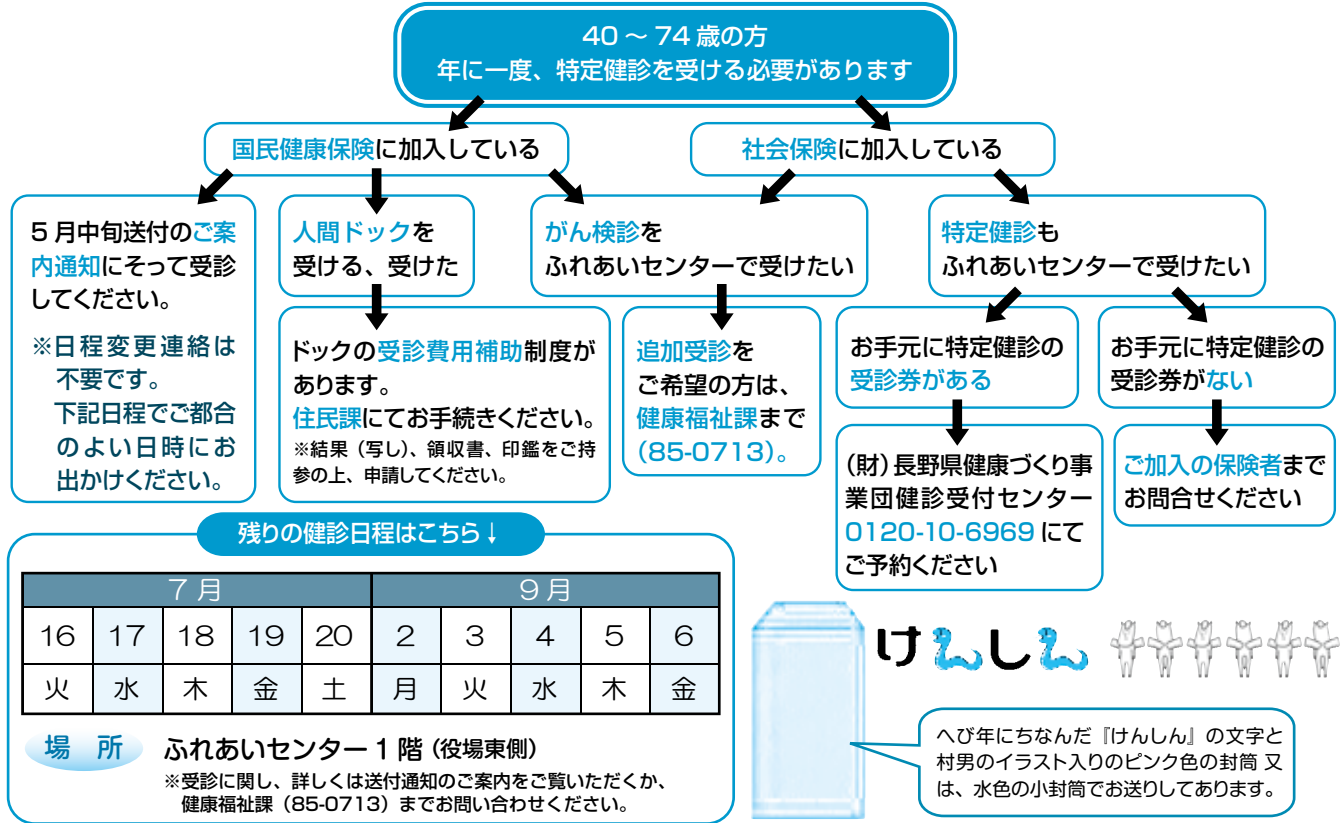 40～74歳の方
年に一度、特定健診を受ける必要があります
国民健康保険に加入している
社会保険に加入している
5月中旬送付のご案
内通知にそって受診
してください。
※日程変更連絡は
不要です。
下記日程でご都合
のよい日時にお
出かけください。
人間ドックを
受ける、受けた
がん検診を
ふれあいセンターで受けたい
特定健診も
ふれあいセンターで受けたい
ドックの受診費用補助制度が
あります。
住民課にてお手続きください。
※結果（写し）、領収書、印鑑をご持
参の上、申請してください。
追加受診を
ご希望の方は、
健康福祉課まで
(85-0713)。
お手元に特定健診の
受診券がある
お手元に特定健診の
受診券がない
(財)長野県健康づくり事
業団健診受付センター
0120-10-6969にて
ご予約ください
ご加入の保険者まで
お問合せください
残りの健診日程はこちら↓
7月 9月
16 17 18 19 20 2 3 4 5 6
火 水 木 金 土 月 火 水 木 金
場 所 ふれあいセンター1階（役場東側）
※受診に関し、詳しくは送付通知のご案内をご覧いただくか、
健康福祉課（85-0713）までお問い合わせください。
けんしん
へび年にちなんだ『けんしん』の文字と
村男のイラスト入りのピンク色の封筒 又
は、水色の小封筒でお送りしてあります。